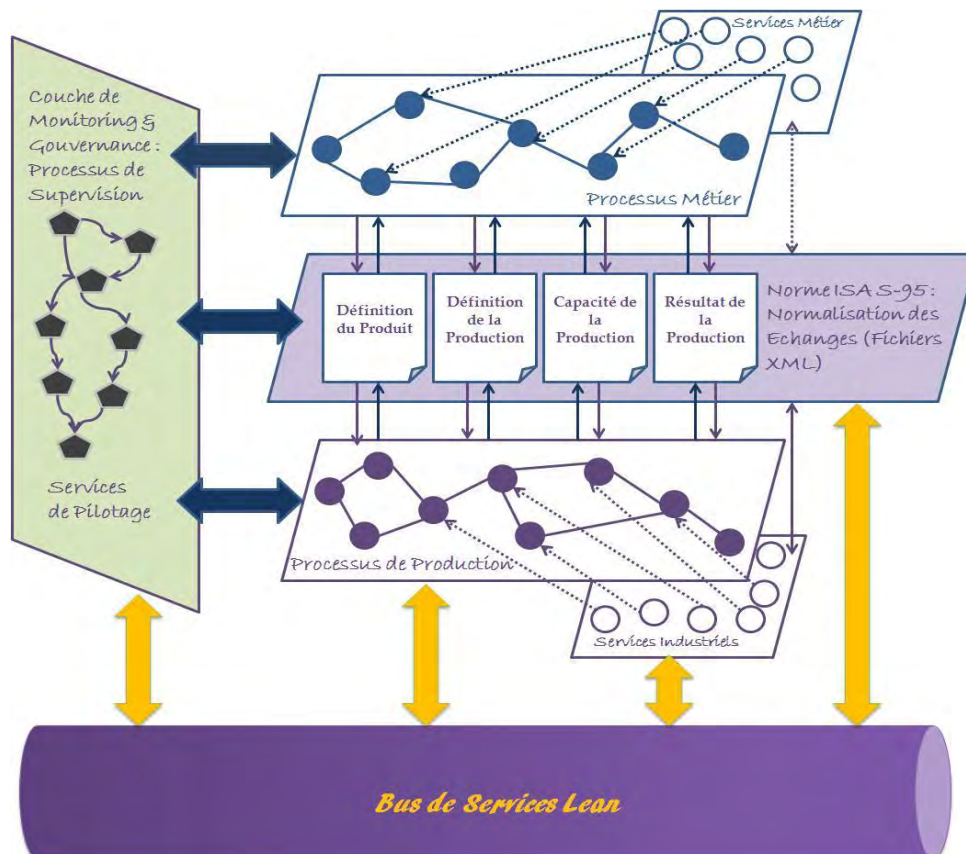 Services Métier
Couche de
Monitoring &
Gouvernance :
Processus de
Supervision
Processus Métier
Définition
du Produit
Définition
de la
Production
Capacité de
la
Production
Résultat de
la
Production
Norme ISA S-95 :
Normalisation des
Echanges (Fichiers
XML)
Services
de Pilotage
Processus de Production
Services Industriels
Bus de Services Lean